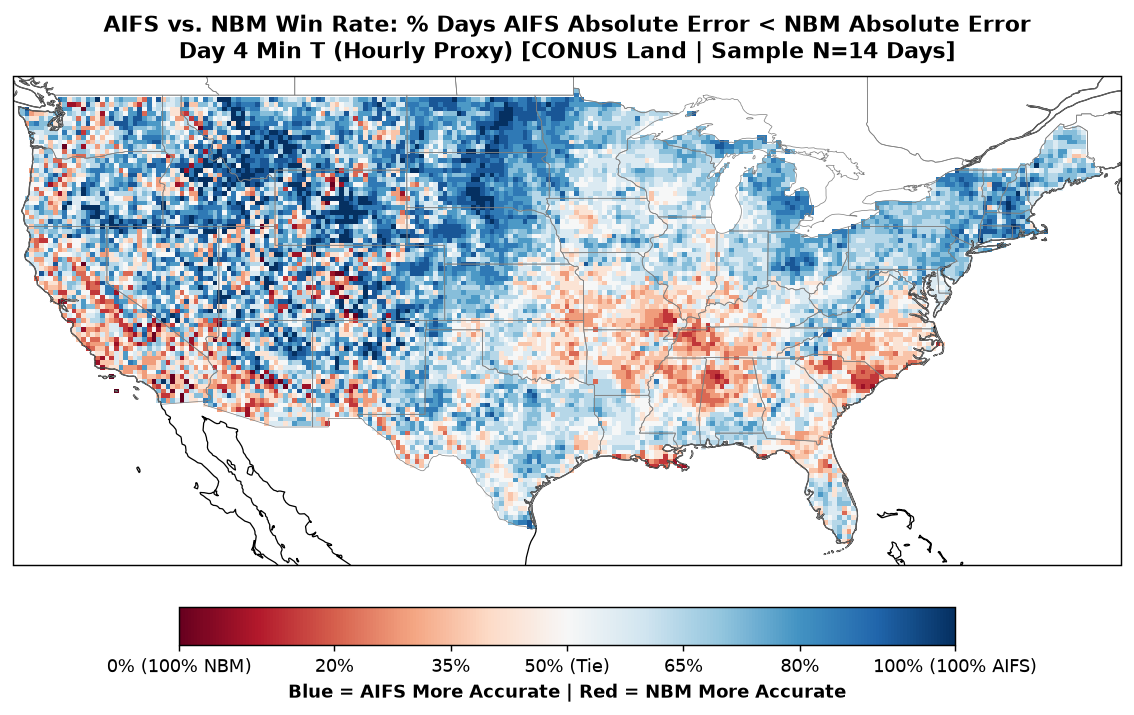 AIFS vs. NBM Win Rate: % Days AIFS Absolute Error < NBM Absolute Error
Day 4 Min T (Hourly Proxy) [CONUS Land | Sample N=14 Days]
0% (100% NBM) 20% 35% 50% (Tie) 65% 80% 100% (100% AIFS)
Blue = AIFS More Accurate | Red = NBM More Accurate